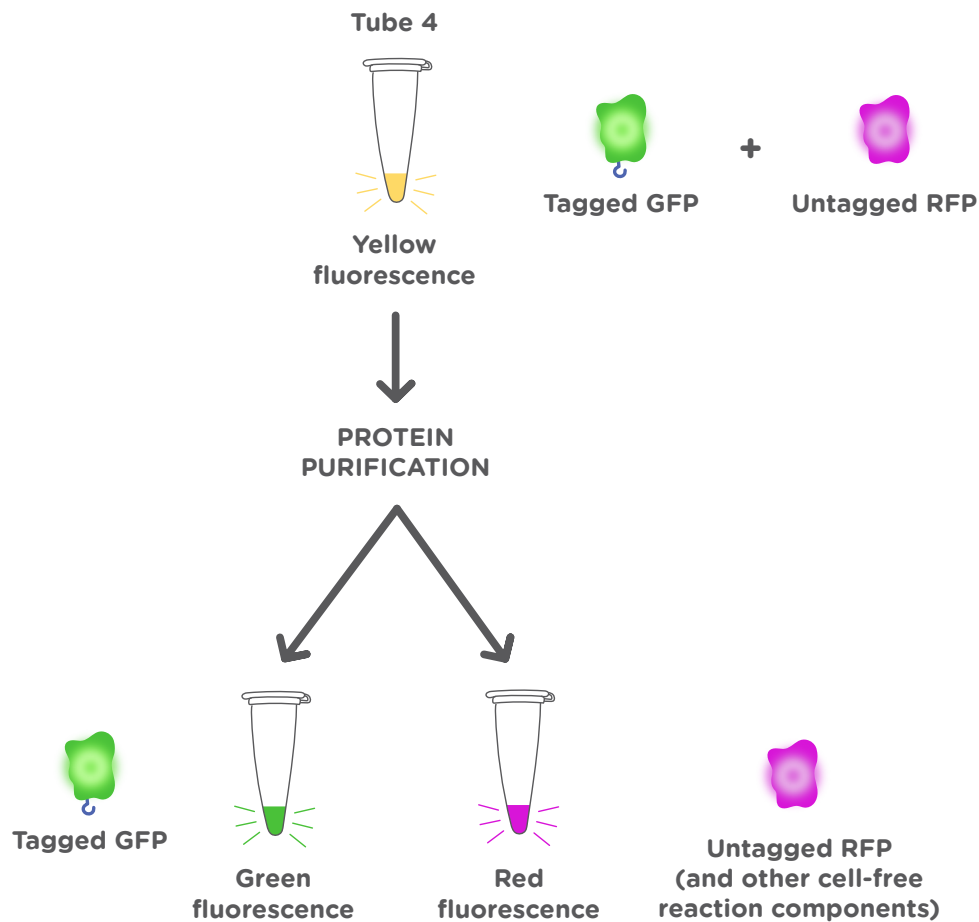 Tube 4
Tagged GFP
+
Untagged RFP
Yellow
fluorescence
PROTEIN
PURIFICATION
Tagged GFP
Green
fluorescence
Red
fluorescence
Untagged RFP
(and other cell-free
reaction components)